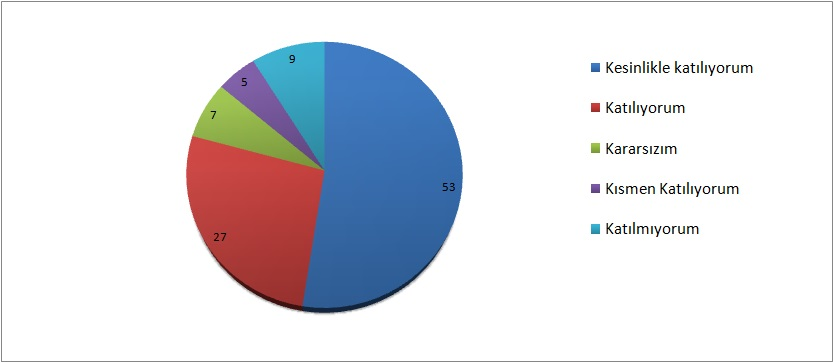 9
5
7
53
27
Kesinlikle katılıyorum
Katılıyorum
Kararsızım
Kısmen Katılıyorum
Katılmıyorum